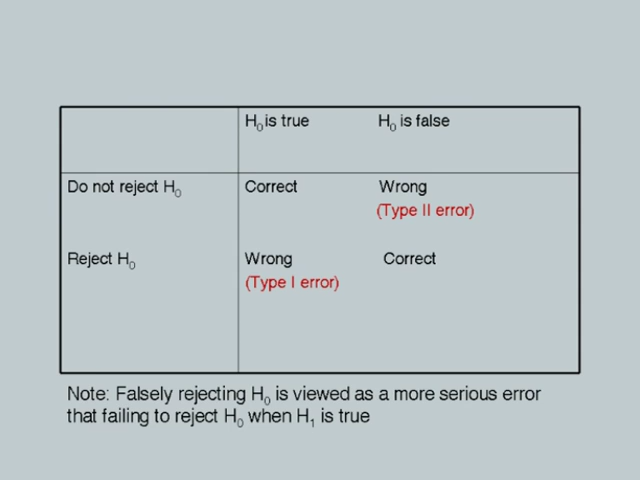 H0 is true H0 is false
Do not reject H0 Correct Wrong
(Type II error)
Reject H0 Wrong Correct
(Type I error)
Note: Falsely rejecting H0 is viewed as a more serious error
that failing to reject H0 when H1 is true